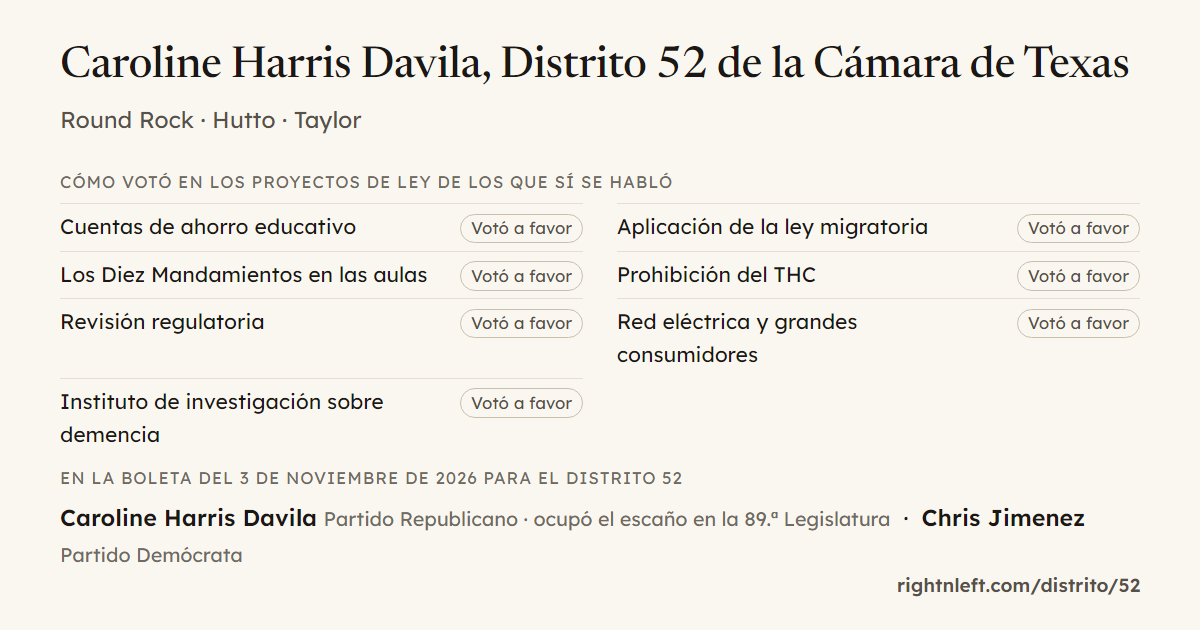 Caroline Harris Davila, Distrito 52 de la Cámara de Texas
Round Rock · Hutto · Taylor
CÓMO VOTÓ EN LOS PROYECTOS DE LEY DE LOS QUE SÍ SE HABLÓ
Cuentas de ahorro educativo Votó a favor
Aplicación de la ley migratoria Votó a favor
Los Diez Mandamientos en las aulas Votó a favor
Prohibición del THC Votó a favor
Revisión regulatoria Votó a favor
Red eléctrica y grandes Votó a favor
consumidores
Instituto de investigación sobre Votó a favor
demencia
EN LA BOLETA DEL 3 DE NOVIEMBRE DE 2026 PARA EL DISTRITO 52
Caroline Harris Davila Partido Republicano · ocupó el escaño en la 89.ª Legislatura · Chris Jimenez
Partido Demócrata
rightnleft.com/distrito/52